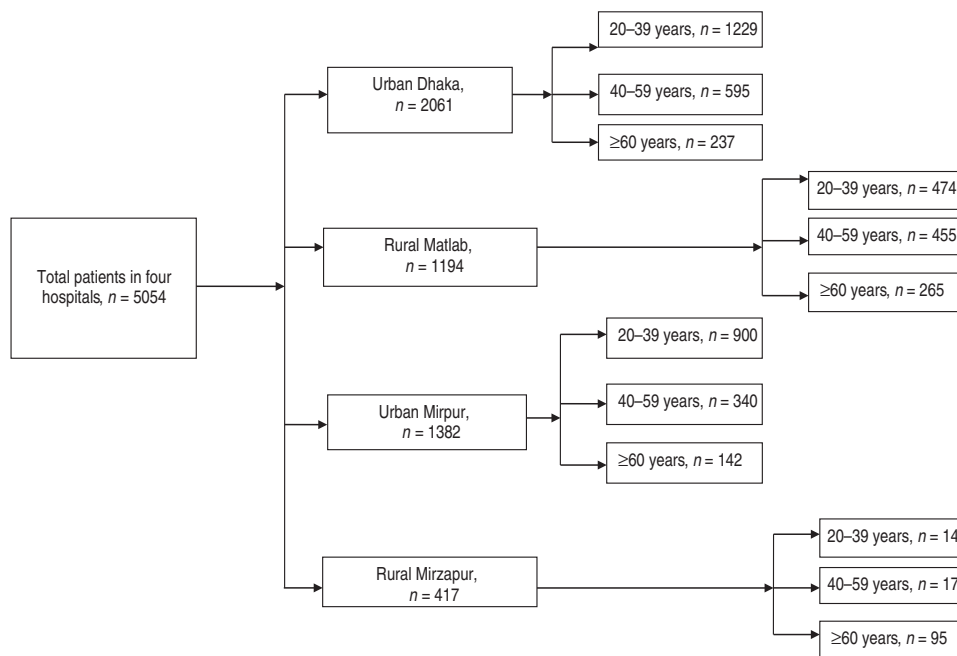 20–39 years, n = 1229
Urban Dhaka,
n = 2061
40–59 years, n = 595
≥60 years, n = 237
20–39 years, n = 474
Rural Matlab,
n = 1194
40–59 years, n = 455
≥60 years, n = 265
Total patients in four
hospitals, n = 5054
20–39 years, n = 900
Urban Mirpur,
n = 1382
40–59 years, n = 340
≥60 years, n = 142
20–39 years, n = 14
Rural Mirzapur,
n = 417
40–59 years, n = 17
≥60 years, n = 95